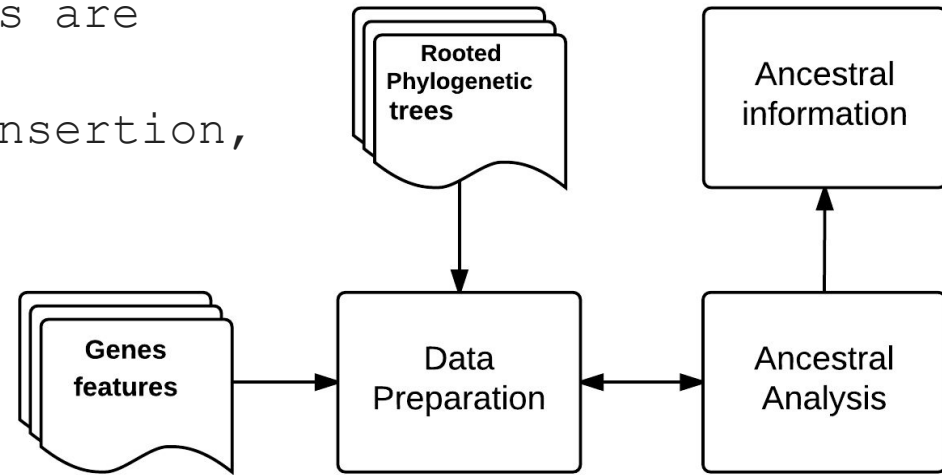 s are
nsertion,
Rooted
Phylogenetic
trees
Ancestral
information
Genes
features
Data
Preparation
Ancestral
Analysis